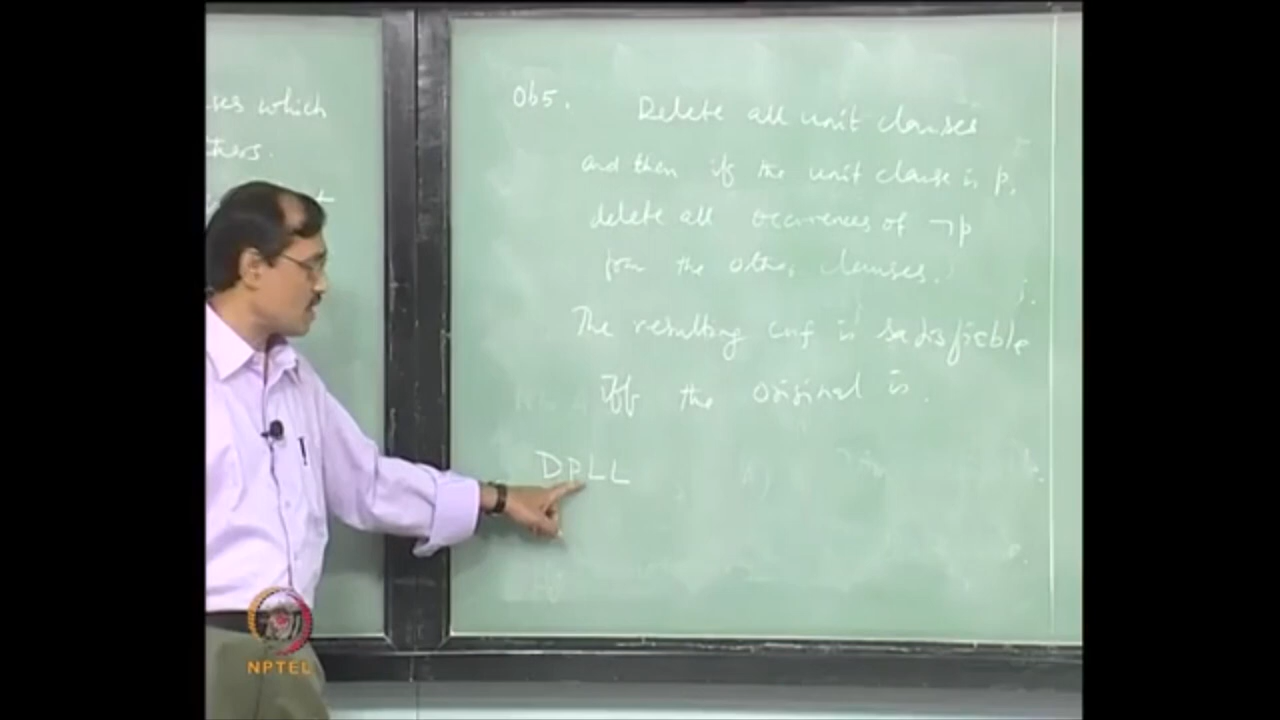 ses which
thers.
Ob5. Delete all unit clauses
and then if the unit clause is p,
delete all occurrences of ¬p
from the other clauses.
The resulting cnf is satisfiable
iff the original is.
DPLL
NPTEL